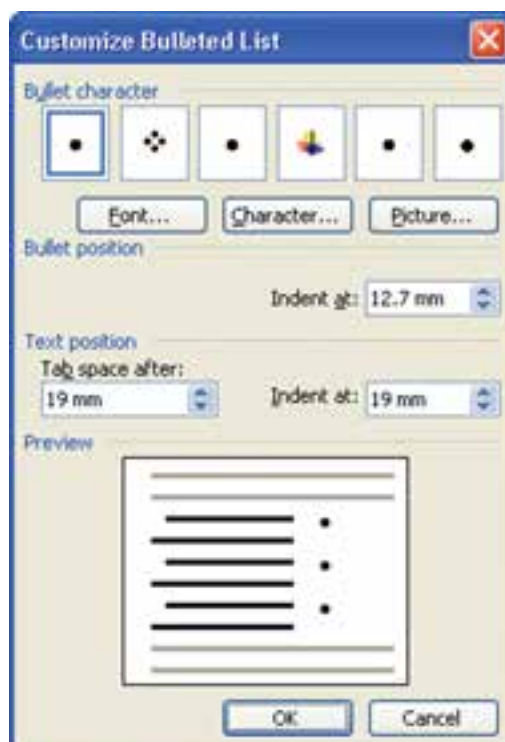 Customize Bulleted List
Bullet character
Font... Character... Picture...
Bullet position
Indent at: 12.7 mm
Text position
Tab space after:
19 mm Indent at: 19 mm
Preview
OK Cancel